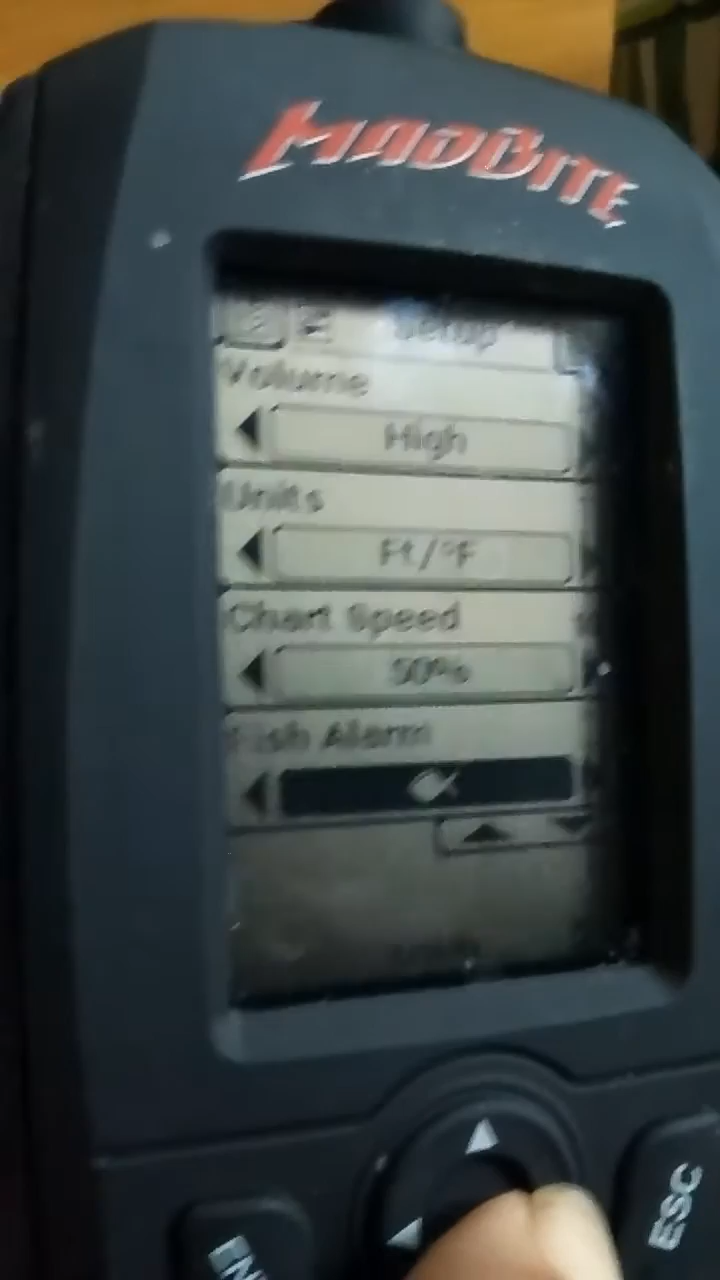 MADBITE
Setup
Volume
High
Units
Ft/°F
Chart Speed
50%
Fish Alarm
ESC